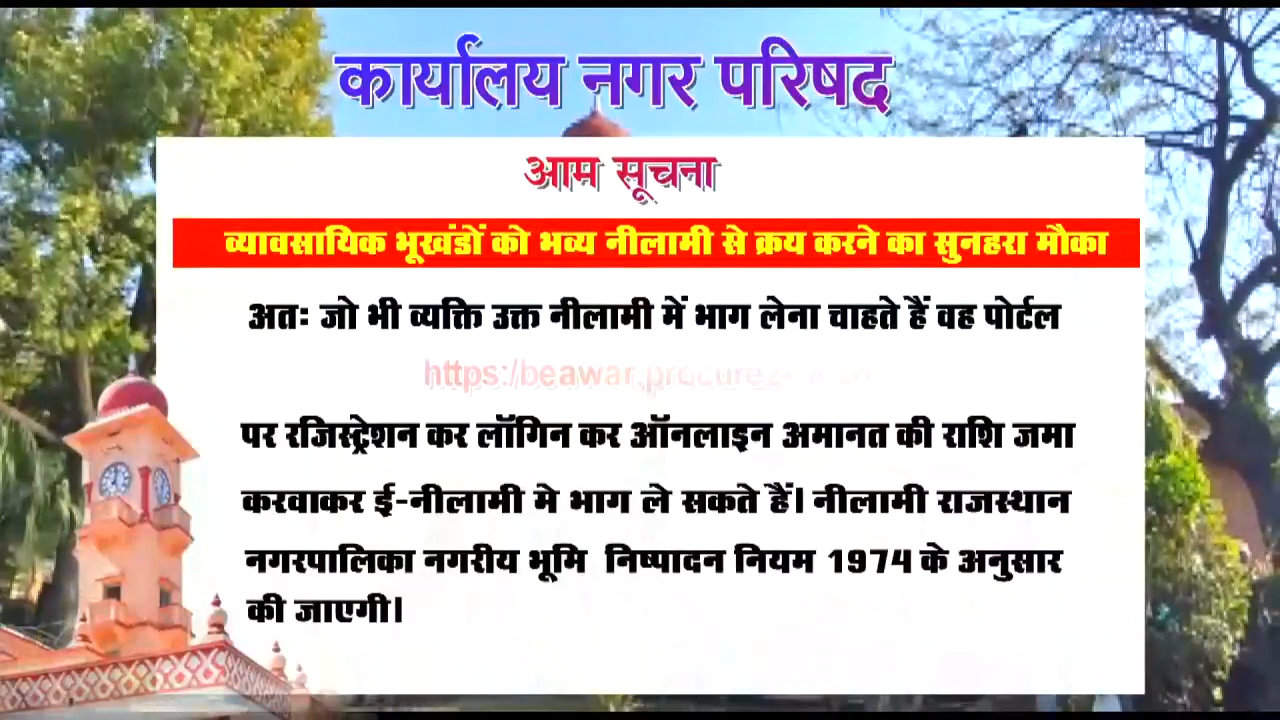 कार्यालय नगर परिषद
आम सूचना
व्यावसायिक भूखंडों को भव्य नीलामी से क्रय करने का सुनहरा मौका
अतः जो भी व्यक्ति उक्त नीलामी में भाग लेना चाहते हैं वह पोर्टल
पर रजिस्ट्रेशन कर लॉगिन कर ऑनलाइन अमानत की राशि जमा
करवाकर ई-नीलामी मे भाग ले सकते हैं। नीलामी राजस्थान
नगरपालिका नगरीय भूमि निष्पादन नियम 1974 के अनुसार
की जाएगी।